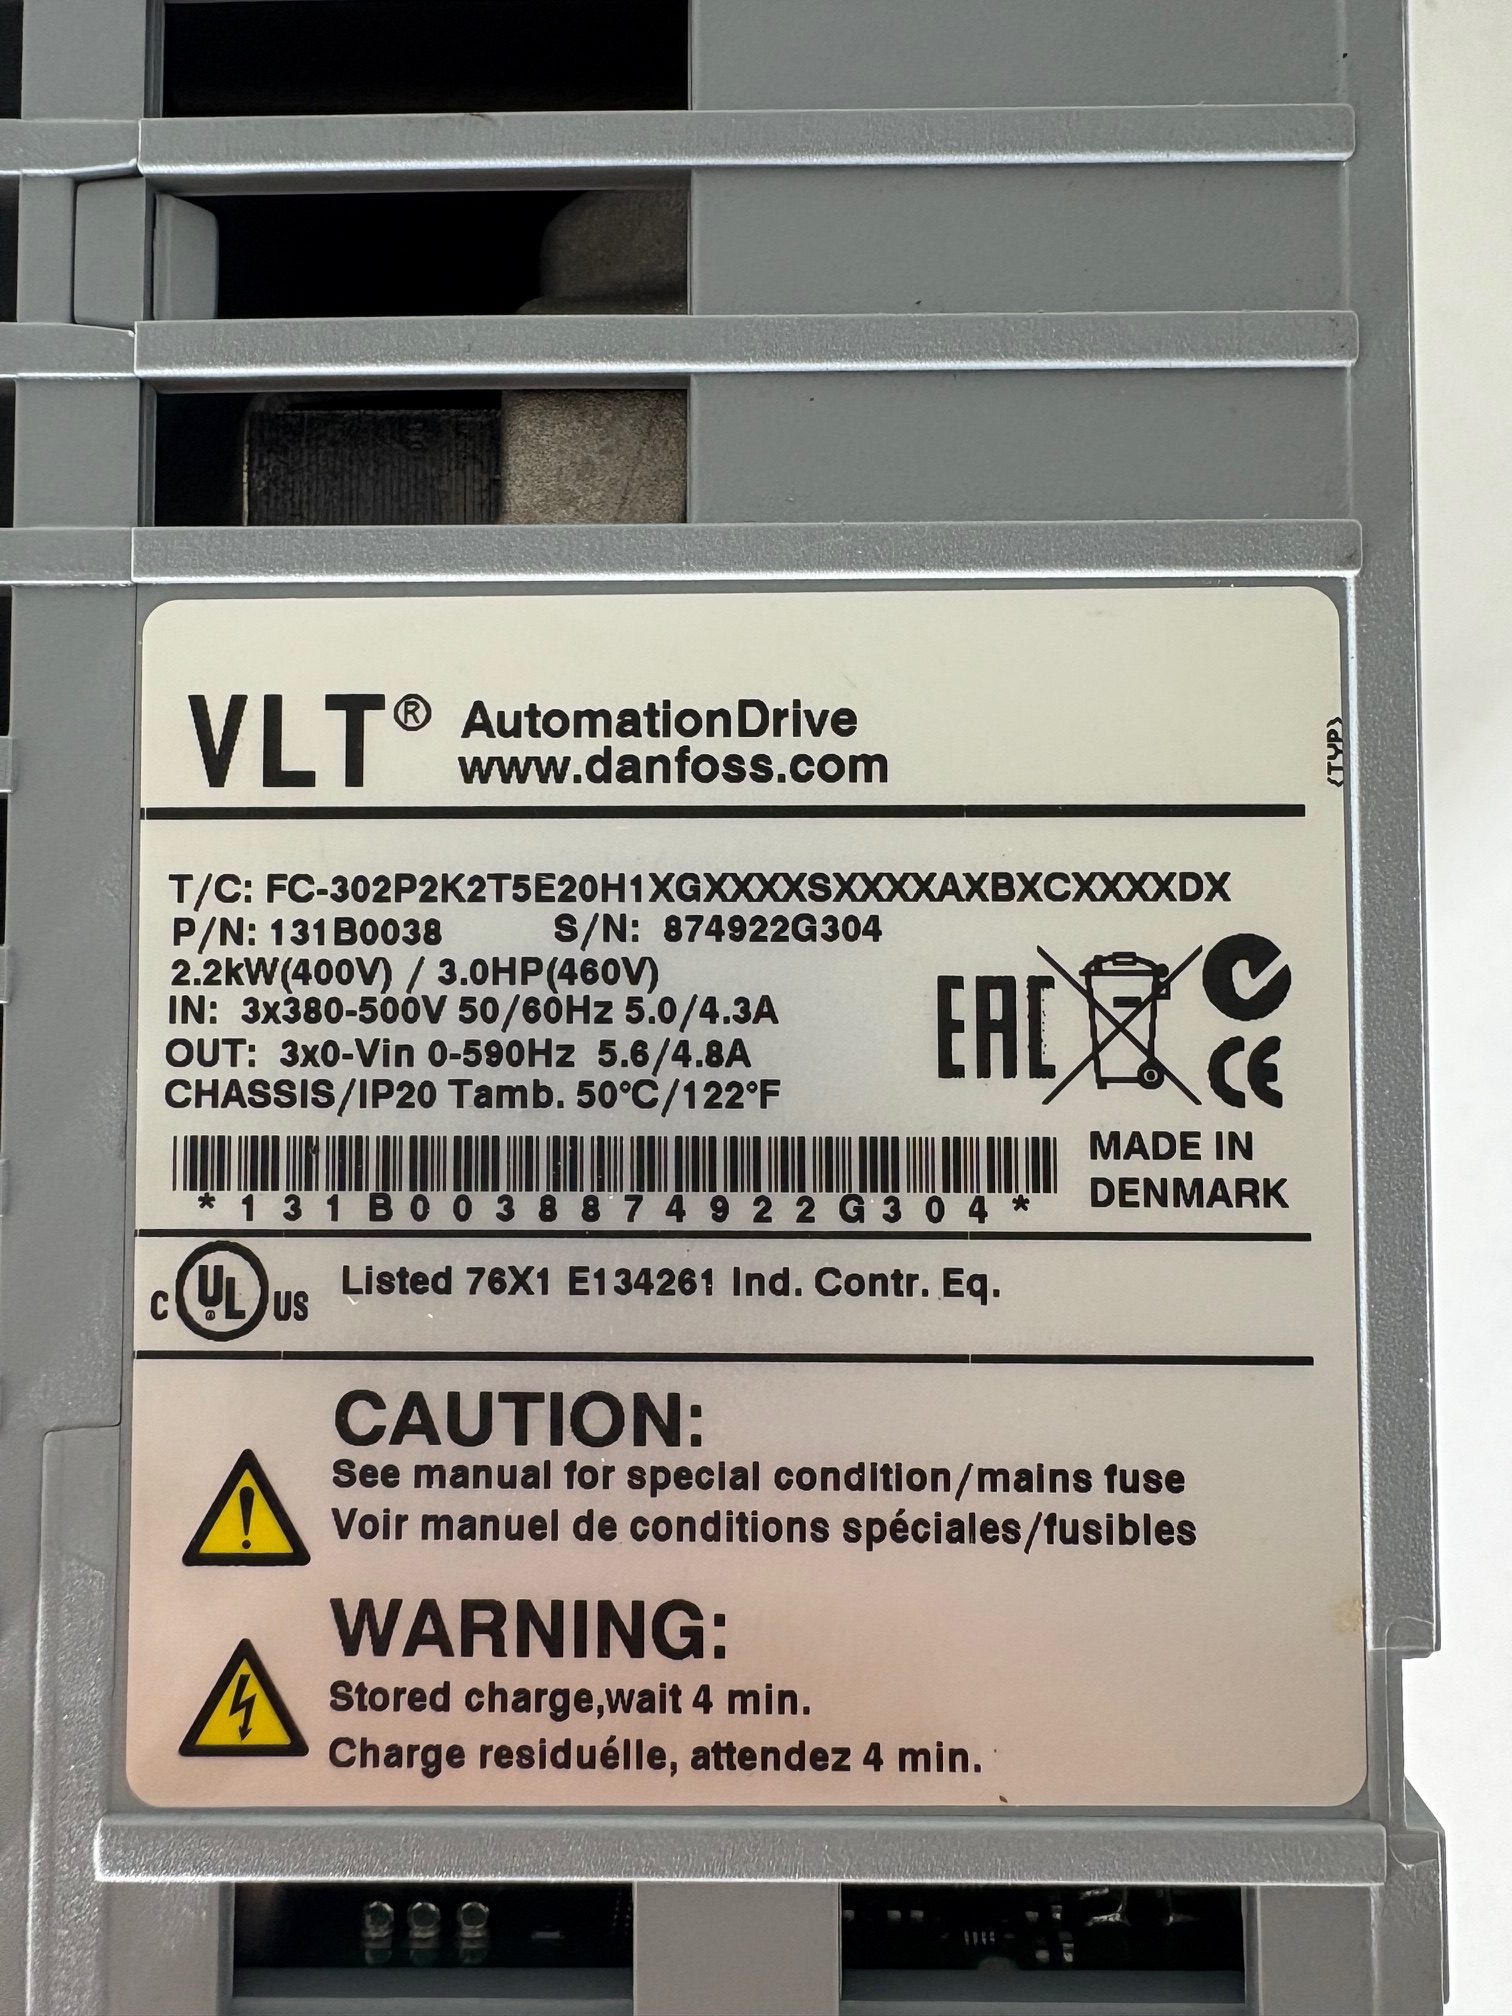 VLT® AutomationDrive
www.danfoss.com
(TYP)
T/C: FC-302P2K2T5E20H1XGXXXXSXXXXAXBXCXXXXDX
P/N: 131B0038 S/N: 874922G304
2.2kW(400V) / 3.0HP(460V)
IN: 3x380-500V 50/60Hz 5.0/4.3A
OUT: 3x0-Vin 0-590Hz 5.6/4.8A
CHASSIS/IP20 Tamb. 50°C/122°F
EAC
CE
*131B0038874922G304*
MADE IN
DENMARK
C UL US Listed 76X1 E134261 Ind. Contr. Eq.
CAUTION:
See manual for special condition/mains fuse
Voir manuel de conditions spéciales/fusibles
WARNING:
Stored charge,wait 4 min.
Charge residuélle, attendez 4 min.